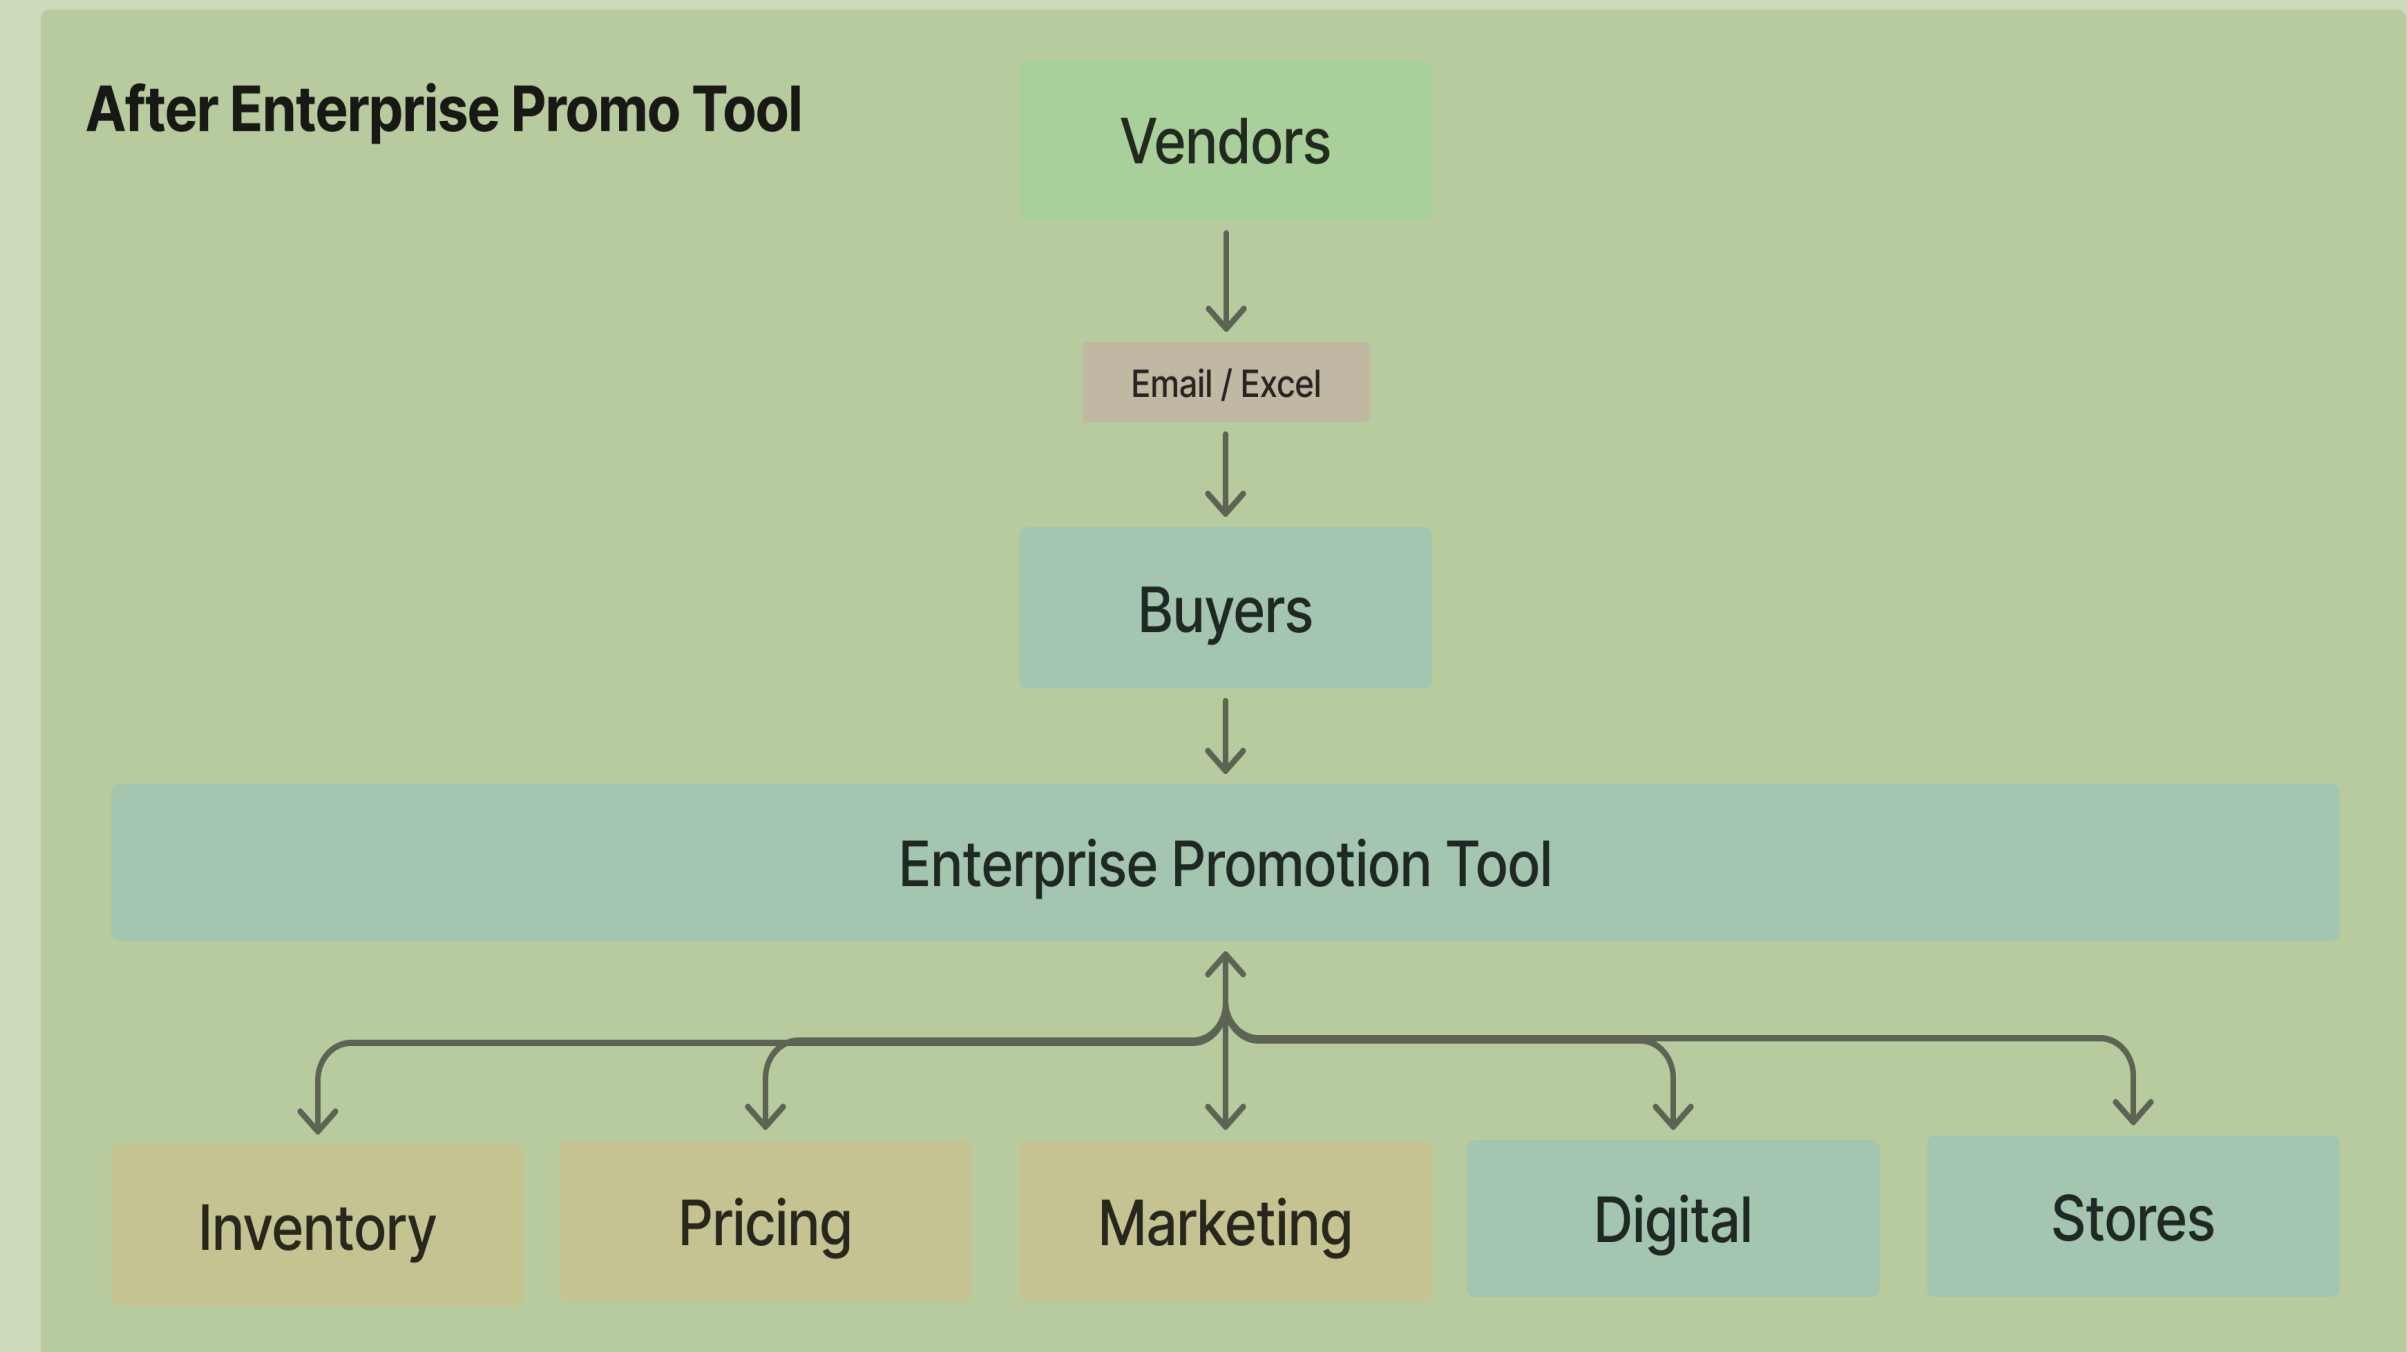 After Enterprise Promo Tool
Vendors
Email / Excel
Buyers
Enterprise Promotion Tool
Inventory
Pricing
Marketing
Digital
Stores